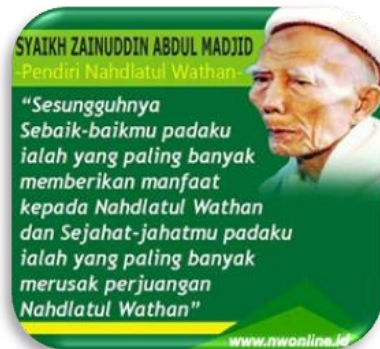 SYAIKH ZAINUDDIN ABDUL MADJID
-Pendiri Nahdlatul Wathan-
“Sesungguhnya
Sebaik-baikmu padaku
ialah yang paling banyak
memberikan manfaat
kepada Nahdlatul Wathan
dan Sejahat-jahatmu padaku
ialah yang paling banyak
merusak perjuangan
Nahdlatul Wathan”
www.nwonline.id